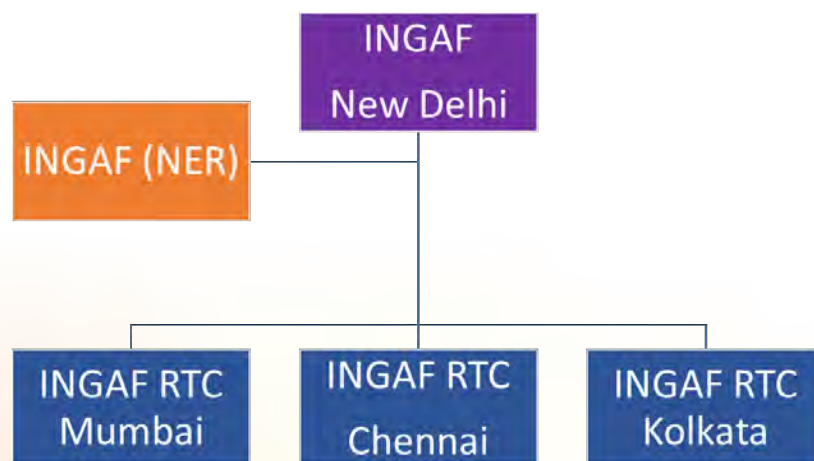 INGAF
New Delhi
INGAF (NER)
INGAF RTC
Mumbai
INGAF RTC
Chennai
INGAF RTC
Kolkata